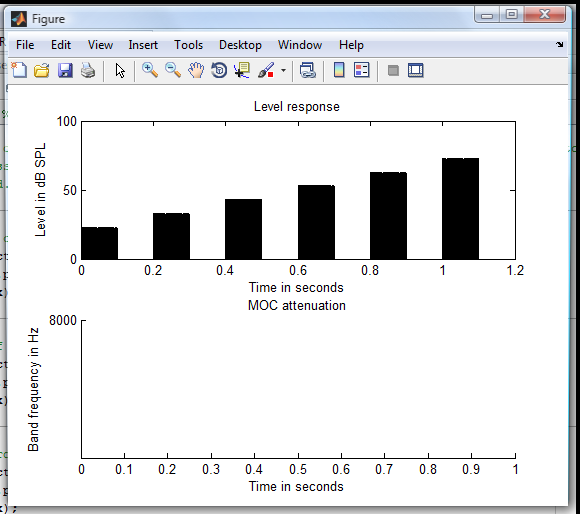 Figure
File Edit View Insert Tools Desktop Window Help
Level response
100
50
0
Level in dB SPL
0 0.2 0.4 0.6 0.8 1 1.2
Time in seconds
MOC attenuation
8000
Band frequency in Hz
0 0.1 0.2 0.3 0.4 0.5 0.6 0.7 0.8 0.9 1
Time in seconds